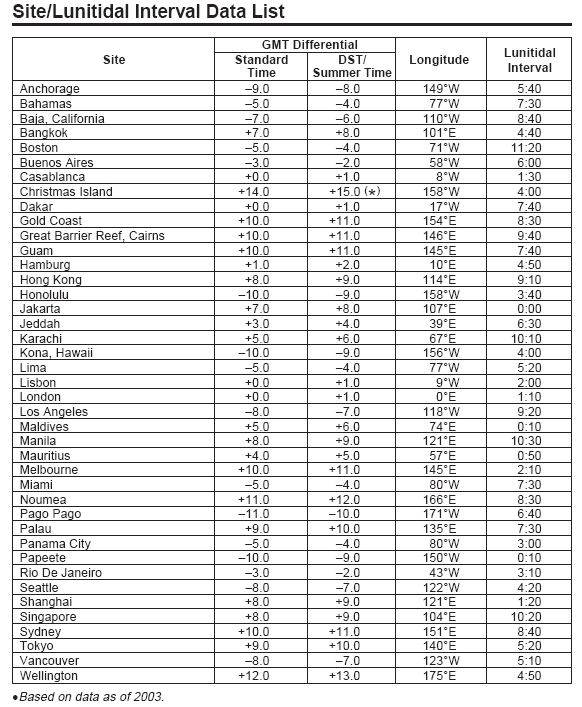 Site/Lunitidal Interval Data List
Site GMT Differential Longitude Lunitidal Interval
Standard Time DST/Summer Time
Anchorage –9.0 –8.0 149°W 5:40
Bahamas –5.0 –4.0 77°W 7:30
Baja, California –7.0 –6.0 110°W 8:40
Bangkok +7.0 +8.0 101°E 4:40
Boston –5.0 –4.0 71°W 11:20
Buenos Aires –3.0 –2.0 58°W 6:00
Casablanca +0.0 +1.0 8°W 1:30
Christmas Island +14.0 +15.0 (*) 158°W 4:00
Dakar +0.0 +1.0 17°W 7:40
Gold Coast +10.0 +11.0 154°E 8:30
Great Barrier Reef, Cairns +10.0 +11.0 146°E 9:40
Guam +10.0 +11.0 145°E 7:40
Hamburg +1.0 +2.0 10°E 4:50
Hong Kong +8.0 +9.0 114°E 9:10
Honolulu –10.0 –9.0 158°W 3:40
Jakarta +7.0 +8.0 107°E 0:00
Jeddah +3.0 +4.0 39°E 6:30
Karachi +5.0 +6.0 67°E 10:10
Kona, Hawaii –10.0 –9.0 156°W 4:00
Lima –5.0 –4.0 77°W 5:20
Lisbon +0.0 +1.0 9°W 2:00
London +0.0 +1.0 0°E 1:10
Los Angeles –8.0 –7.0 118°W 9:20
Maldives +5.0 +6.0 74°E 0:10
Manila +8.0 +9.0 121°E 10:30
Mauritius +4.0 +5.0 57°E 0:50
Melbourne +10.0 +11.0 145°E 2:10
Miami –5.0 –4.0 80°W 7:30
Noumea +11.0 +12.0 166°E 8:30
Pago Pago –11.0 –10.0 171°W 6:40
Palau +9.0 +10.0 135°E 7:30
Panama City –5.0 –4.0 80°W 3:00
Papeete –10.0 –9.0 150°W 0:10
Rio De Janeiro –3.0 –2.0 43°W 3:10
Seattle –8.0 –7.0 122°W 4:20
Shanghai +8.0 +9.0 121°E 1:20
Singapore +8.0 +9.0 104°E 10:20
Sydney +10.0 +11.0 151°E 8:40
Tokyo +9.0 +10.0 140°E 5:20
Vancouver –8.0 –7.0 123°W 5:10
Wellington +12.0 +13.0 175°E 4:50
•Based on data as of 2003.